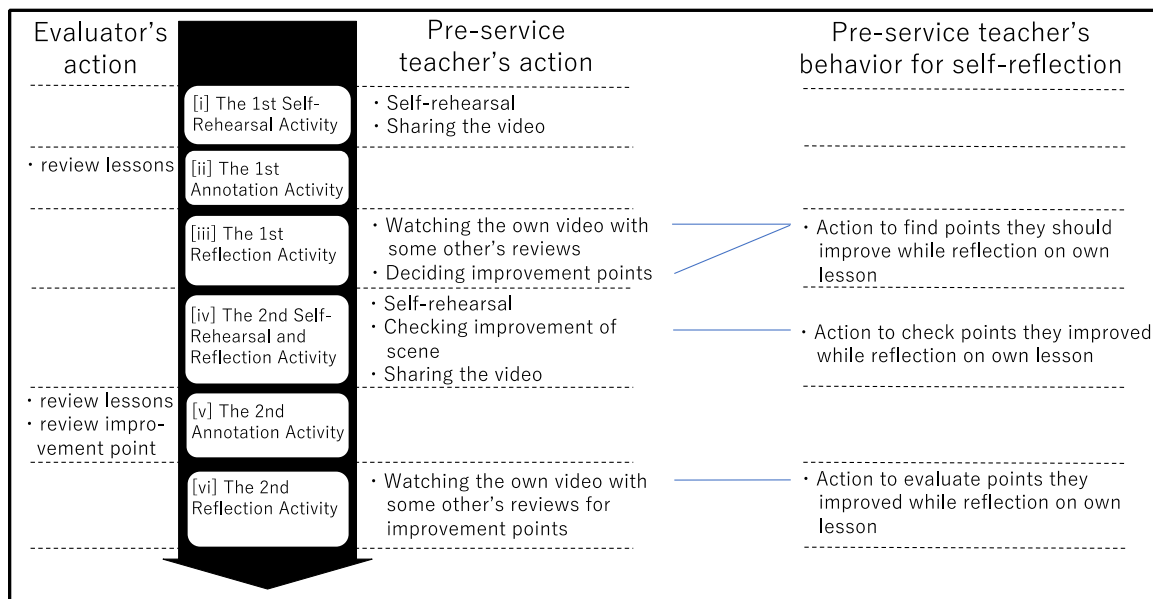 Evaluator's
action
Pre-service
teacher's action
Pre-service teacher's
behavior for self-reflection
[i] The 1st Self-
Rehearsal Activity
・Self-rehearsal
・Sharing the video
・review lessons
[ii] The 1st
Annotation Activity
[iii] The 1st
Reflection Activity
・Watching the own video with
some other's reviews
・Deciding improvement points
・Action to find points they should
improve while reflection on own
lesson
[iv] The 2nd Self-
Rehearsal and
Reflection Activity
・Self-rehearsal
・Checking improvement of
scene
・Sharing the video
・Action to check points they improved
while reflection on own lesson
・review lessons
・review impro-
vement point
[v] The 2nd
Annotation Activity
[vi] The 2nd
Reflection Activity
・Watching the own video with
some other's reviews for
improvement points
・Action to evaluate points they
improved while reflection on own
lesson